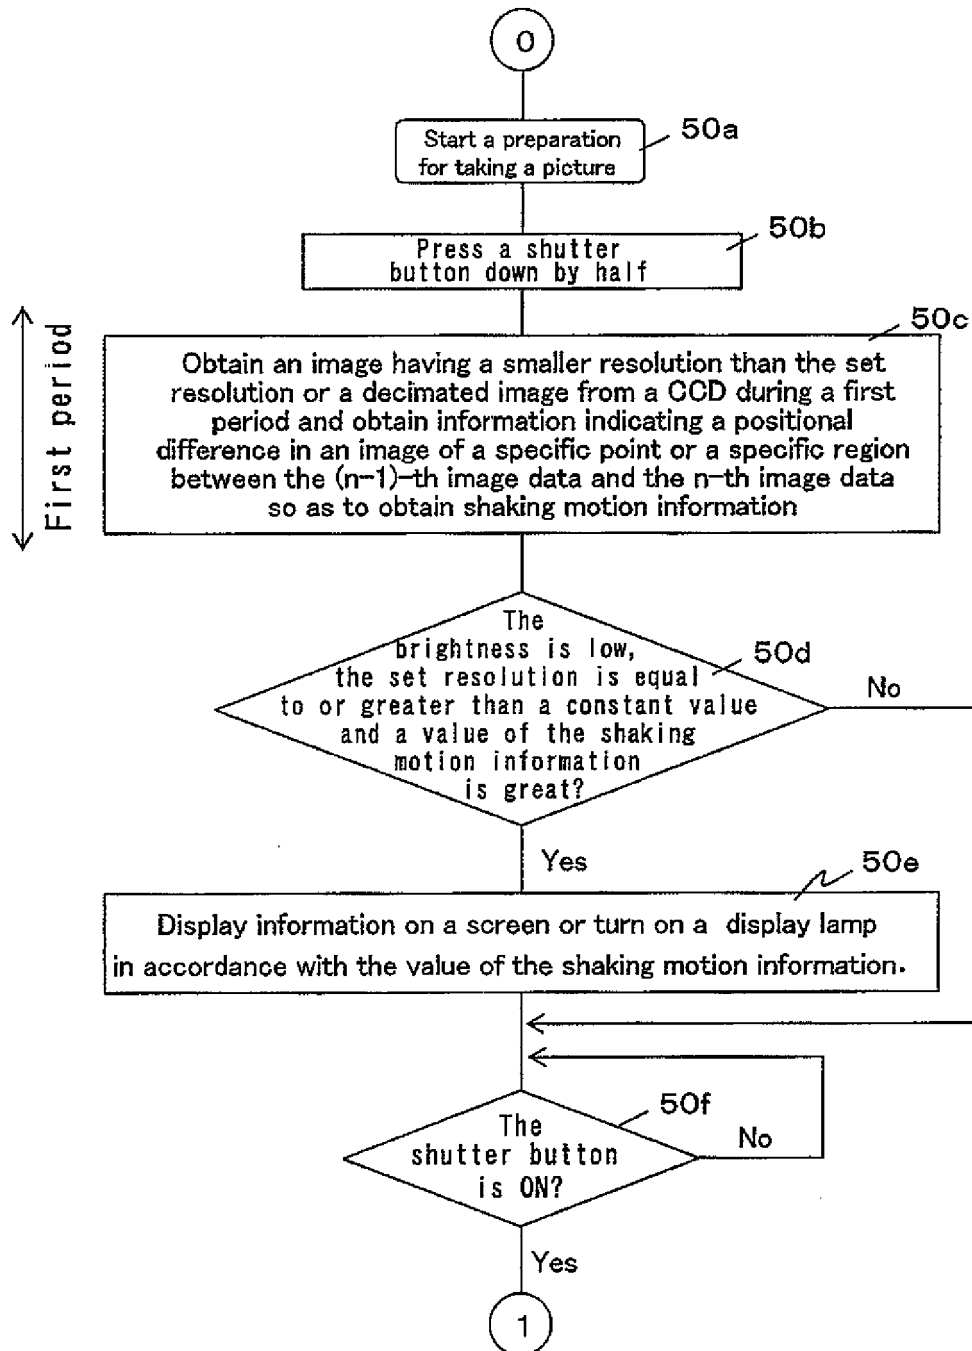 0
50a
Start a preparation
for taking a picture
50b
Press a shutter
button down by half
First period
50c
Obtain an image having a smaller resolution than the set
resolution or a decimated image from a CCD during a first
period and obtain information indicating a positional
difference in an image of a specific point or a specific region
between the (n-1)-th image data and the n-th image data
so as to obtain shaking motion information
The
brightness is low,
the set resolution is equal
to or greater than a constant value
and a value of the shaking
motion information
is great?
50d
No
Yes
50e
Display information on a screen or turn on a display lamp
in accordance with the value of the shaking motion information.
50f
The
shutter button
is ON?
No
Yes
1